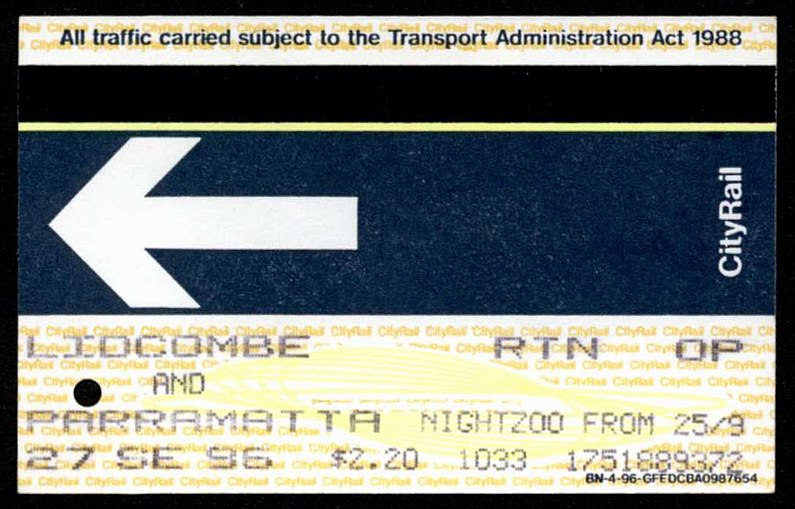 All traffic carried subject to the Transport Administration Act 1988
CityRail
LIDCOMBE RTN OP
AND
PARRAMATTA NIGHTZOO FROM 25/9
27 SE 96 $2.20 1033 1751889372
BN-4-96-GFEDCBA0987654